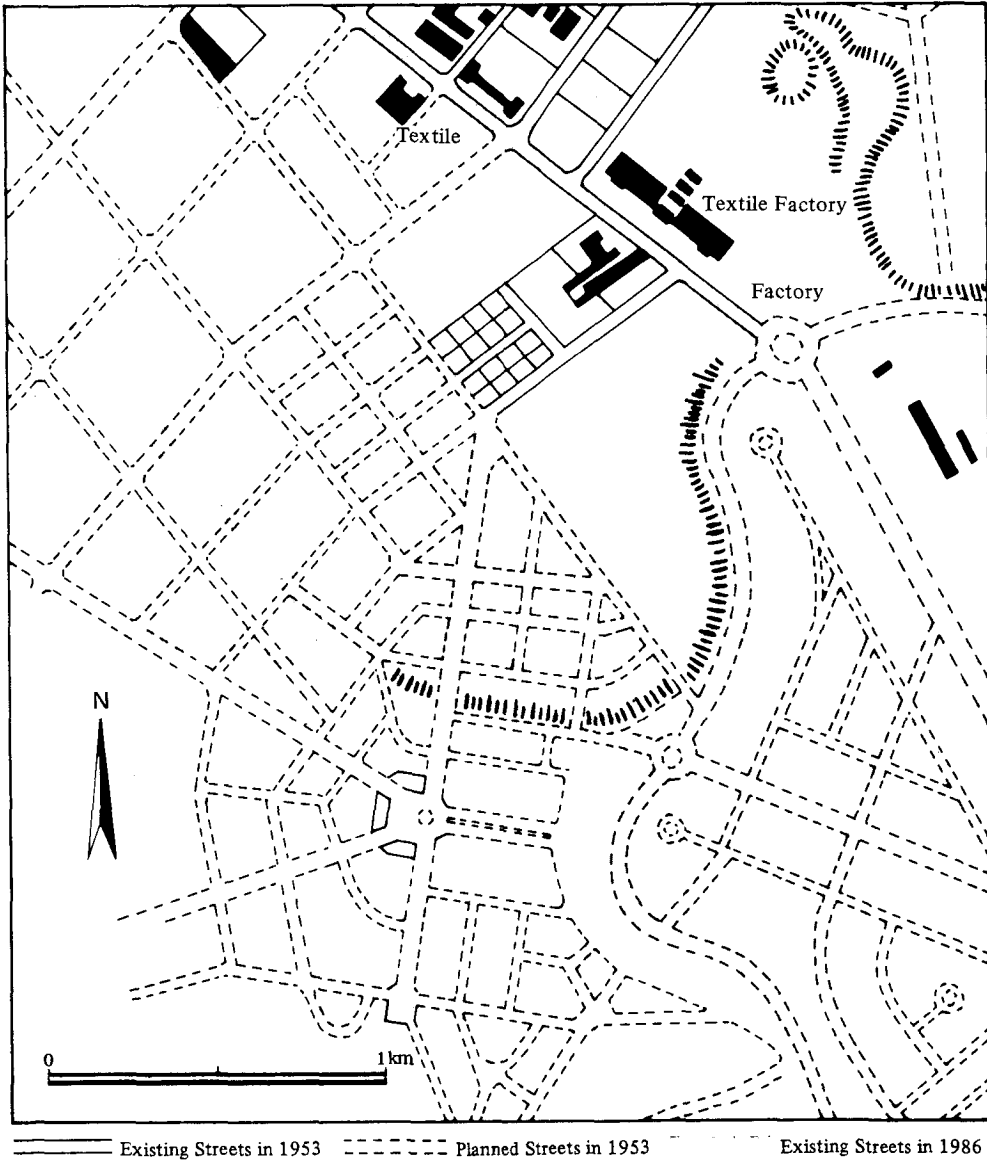 Textile
Textile Factory
Factory
N
0 1km
Existing Streets in 1953 Planned Streets in 1953 Existing Streets in 1986